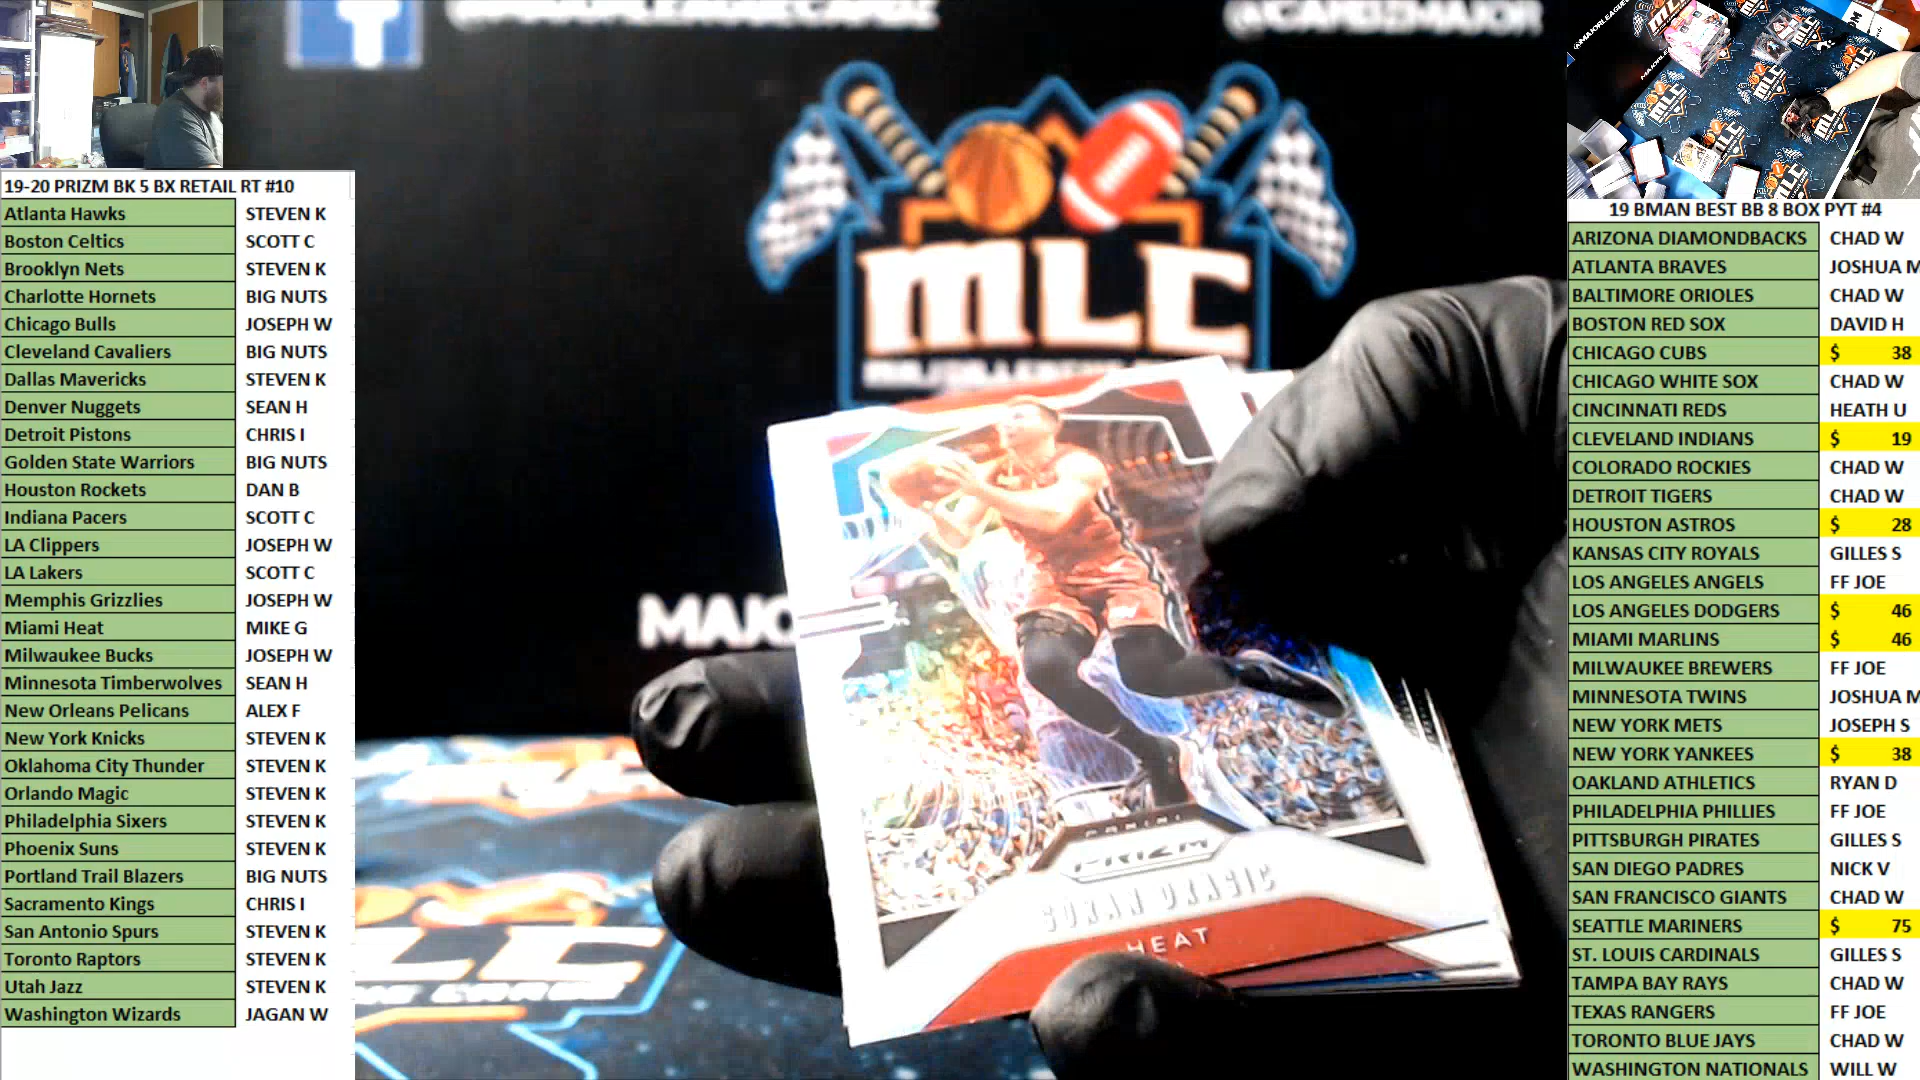 19-20 PRIZM BK 5 BX RETAIL RT #10
Atlanta Hawks STEVEN K
Boston Celtics SCOTT C
Brooklyn Nets STEVEN K
Charlotte Hornets BIG NUTS
Chicago Bulls JOSEPH W
Cleveland Cavaliers BIG NUTS
Dallas Mavericks STEVEN K
Denver Nuggets SEAN H
Detroit Pistons CHRIS I
Golden State Warriors BIG NUTS
Houston Rockets DAN B
Indiana Pacers SCOTT C
LA Clippers JOSEPH W
LA Lakers SCOTT C
Memphis Grizzlies JOSEPH W
Miami Heat MIKE G
Milwaukee Bucks JOSEPH W
Minnesota Timberwolves SEAN H
New Orleans Pelicans ALEX F
New York Knicks STEVEN K
Oklahoma City Thunder STEVEN K
Orlando Magic STEVEN K
Philadelphia Sixers STEVEN K
Phoenix Suns STEVEN K
Portland Trail Blazers BIG NUTS
Sacramento Kings CHRIS I
San Antonio Spurs STEVEN K
Toronto Raptors STEVEN K
Utah Jazz STEVEN K
Washington Wizards JAGAN W
@CARDZMAJOR
MLC
PANINI
PRIZM
GORAN DRAGIC
HEAT
MLC
19 BMAN BEST BB 8 BOX PYT #4
ARIZONA DIAMONDBACKS CHAD W
ATLANTA BRAVES JOSHUA M
BALTIMORE ORIOLES CHAD W
BOSTON RED SOX DAVID H
CHICAGO CUBS $ 38
CHICAGO WHITE SOX CHAD W
CINCINNATI REDS HEATH U
CLEVELAND INDIANS $ 19
COLORADO ROCKIES CHAD W
DETROIT TIGERS CHAD W
HOUSTON ASTROS $ 28
KANSAS CITY ROYALS GILLES S
LOS ANGELES ANGELS FF JOE
LOS ANGELES DODGERS $ 46
MIAMI MARLINS $ 46
MILWAUKEE BREWERS FF JOE
MINNESOTA TWINS JOSHUA M
NEW YORK METS JOSEPH S
NEW YORK YANKEES $ 38
OAKLAND ATHLETICS RYAN D
PHILADELPHIA PHILLIES FF JOE
PITTSBURGH PIRATES GILLES S
SAN DIEGO PADRES NICK V
SAN FRANCISCO GIANTS CHAD W
SEATTLE MARINERS $ 75
ST. LOUIS CARDINALS GILLES S
TAMPA BAY RAYS CHAD W
TEXAS RANGERS FF JOE
TORONTO BLUE JAYS CHAD W
WASHINGTON NATIONALS WILL W